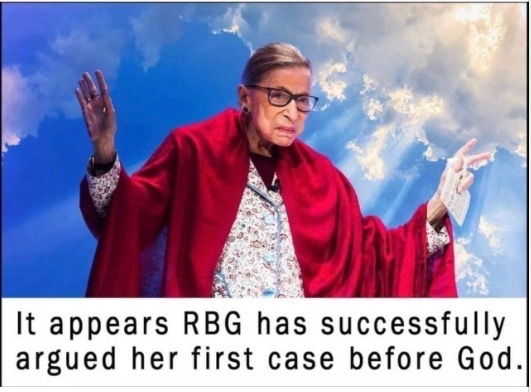 It appears RBG has successfully
argued her first case before God.